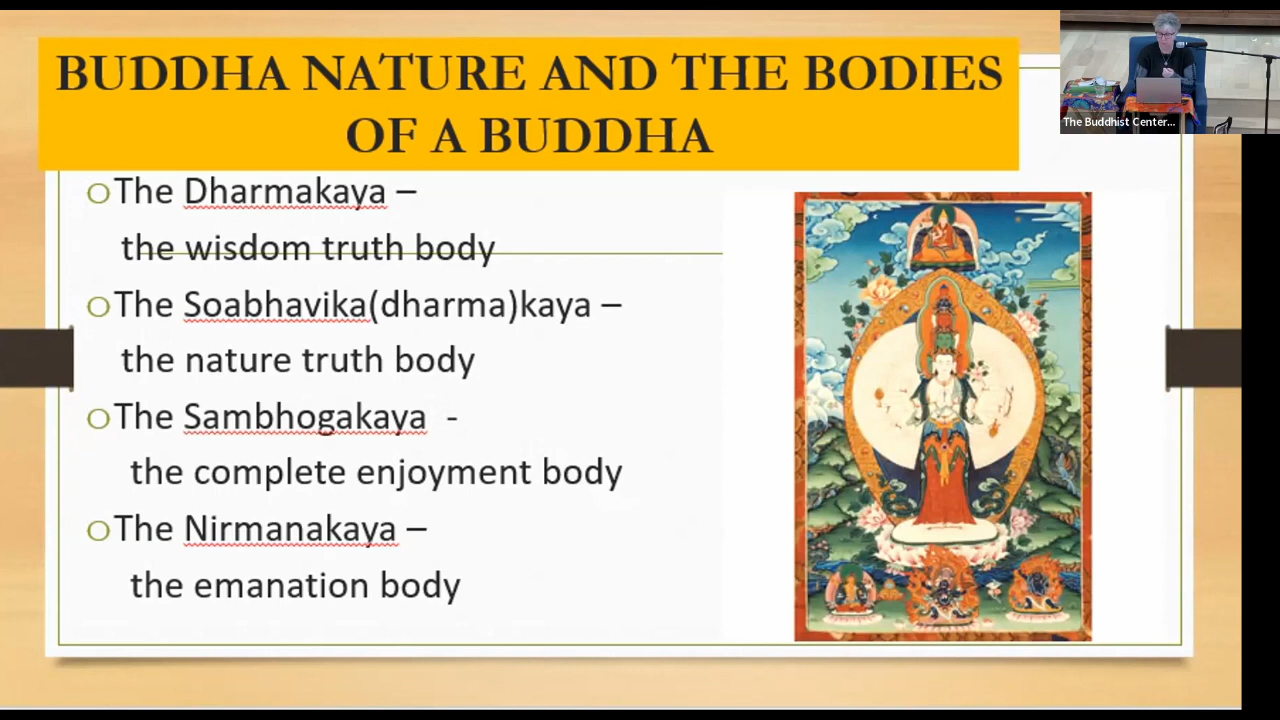 BUDDHA NATURE AND THE BODIES
OF A BUDDHA
The Buddhist Center...
The Dharmakaya –
the wisdom truth body
The Soabhavika(dharma)kaya –
the nature truth body
The Sambhogakaya -
the complete enjoyment body
The Nirmanakaya –
the emanation body